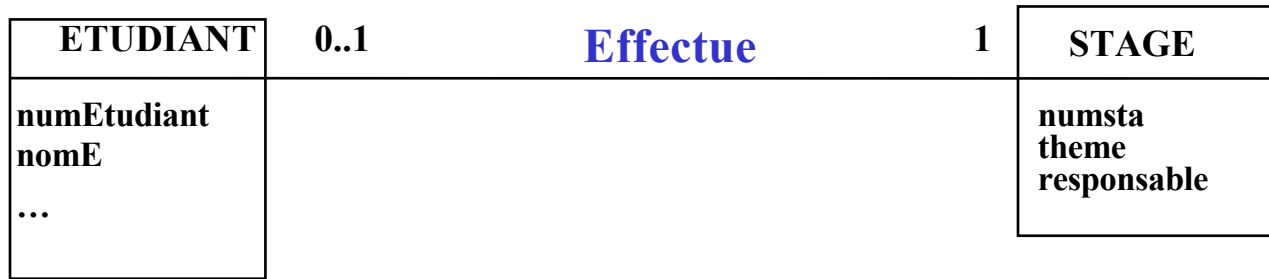 ETUDIANT 0..1 Effectue 1 STAGE
numEtudiant
nomE
…
numsta
theme
responsable